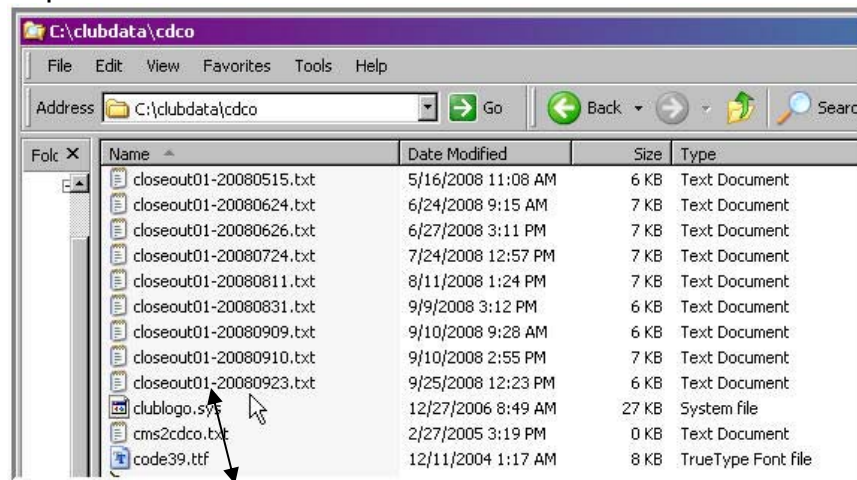 C:\clubdata\cdco
File Edit View Favorites Tools Help
Address C:\clubdata\cdco Go Back Searc
Folc X Name Date Modified Size Type
closeout01-20080515.txt 5/16/2008 11:08 AM 6 KB Text Document
closeout01-20080624.txt 6/24/2008 9:15 AM 7 KB Text Document
closeout01-20080626.txt 6/27/2008 3:11 PM 7 KB Text Document
closeout01-20080724.txt 7/24/2008 12:57 PM 7 KB Text Document
closeout01-20080811.txt 8/11/2008 1:24 PM 7 KB Text Document
closeout01-20080831.txt 9/9/2008 3:12 PM 6 KB Text Document
closeout01-20080909.txt 9/10/2008 9:28 AM 6 KB Text Document
closeout01-20080910.txt 9/10/2008 2:55 PM 7 KB Text Document
closeout01-20080923.txt 9/25/2008 12:23 PM 6 KB Text Document
clublogo.sys 12/27/2006 8:49 AM 27 KB System file
cms2cdco.txt 2/27/2005 3:19 PM 0 KB Text Document
code39.ttf 12/11/2004 1:17 AM 8 KB TrueType Font file